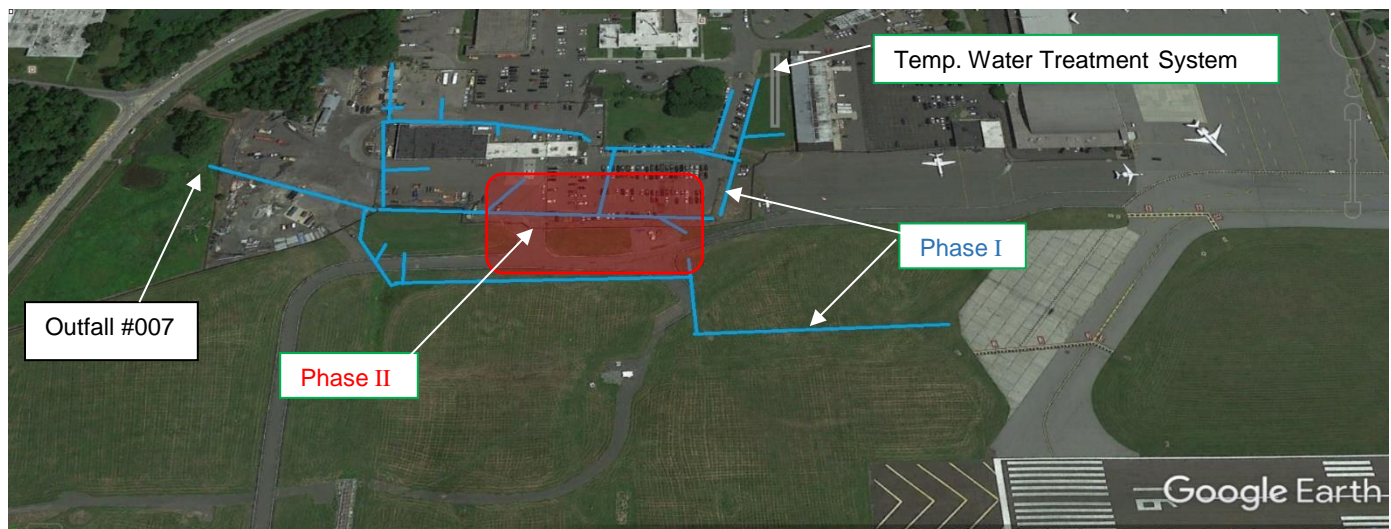 Temp. Water Treatment System
Phase I
Outfall #007
Phase II
Google Earth